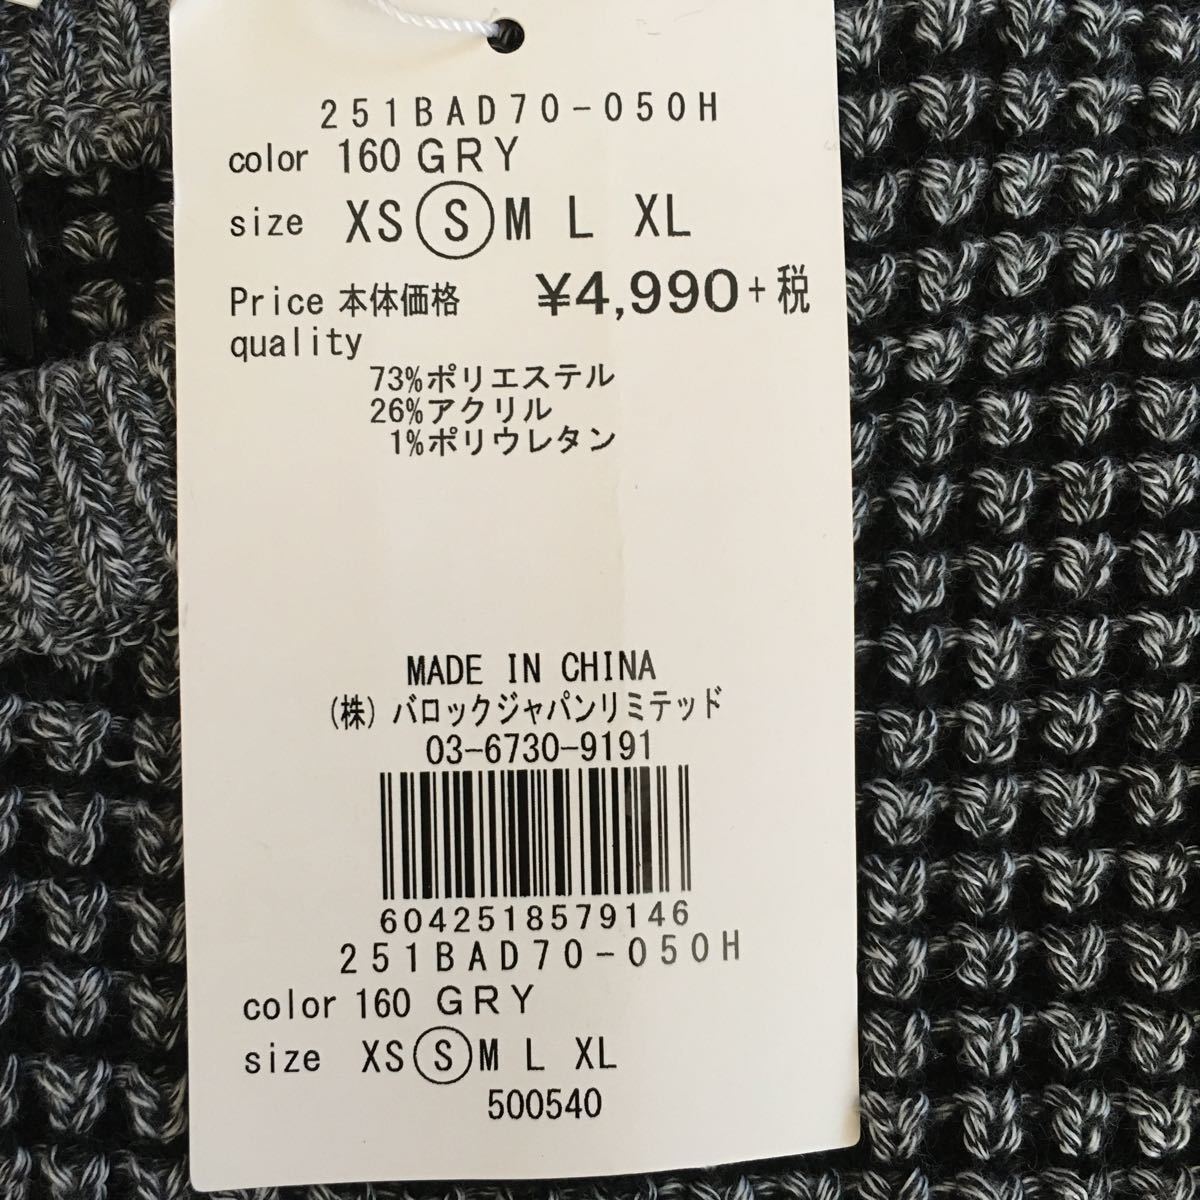 251BAD70-050H
color 160 GRY
size XS S M L XL
Price 本体価格 ¥4,990+税
quality
73%ポリエステル
26%アクリル
1%ポリウレタン
MADE IN CHINA
(株)バロックジャパンリミテッド
03-6730-9191
6042518579146
251BAD70-050H
color 160 GRY
size XS S M L XL
500540